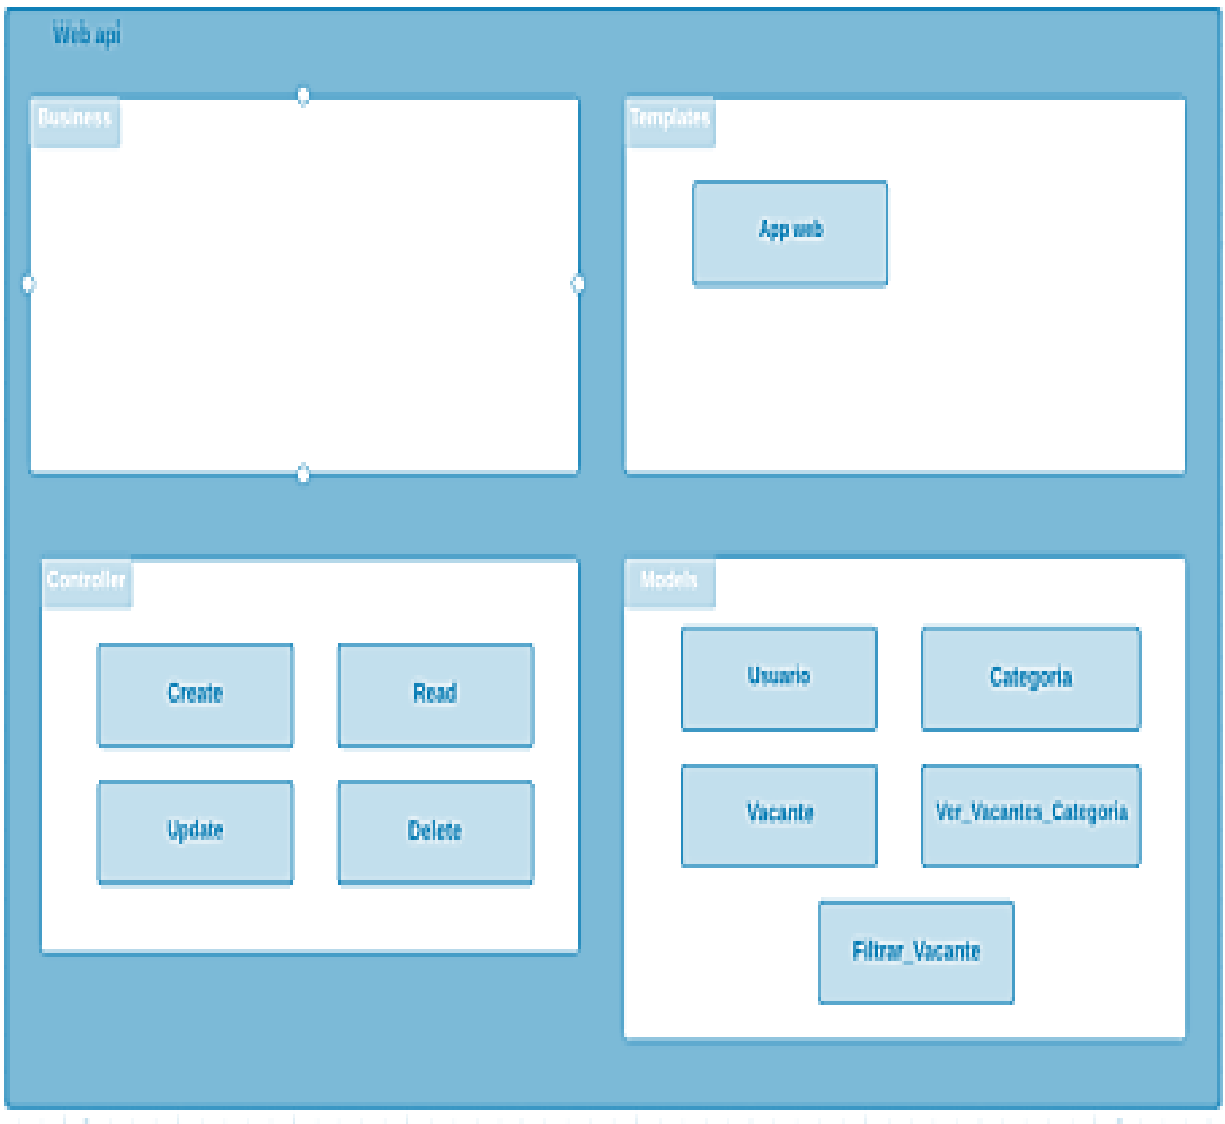 Web api
Business
Templates
App web
Controller
Create
Read
Update
Delete
Models
Usuario
Categoria
Vacante
Ver_Vacantes_Categoria
Filtrar_Vacante